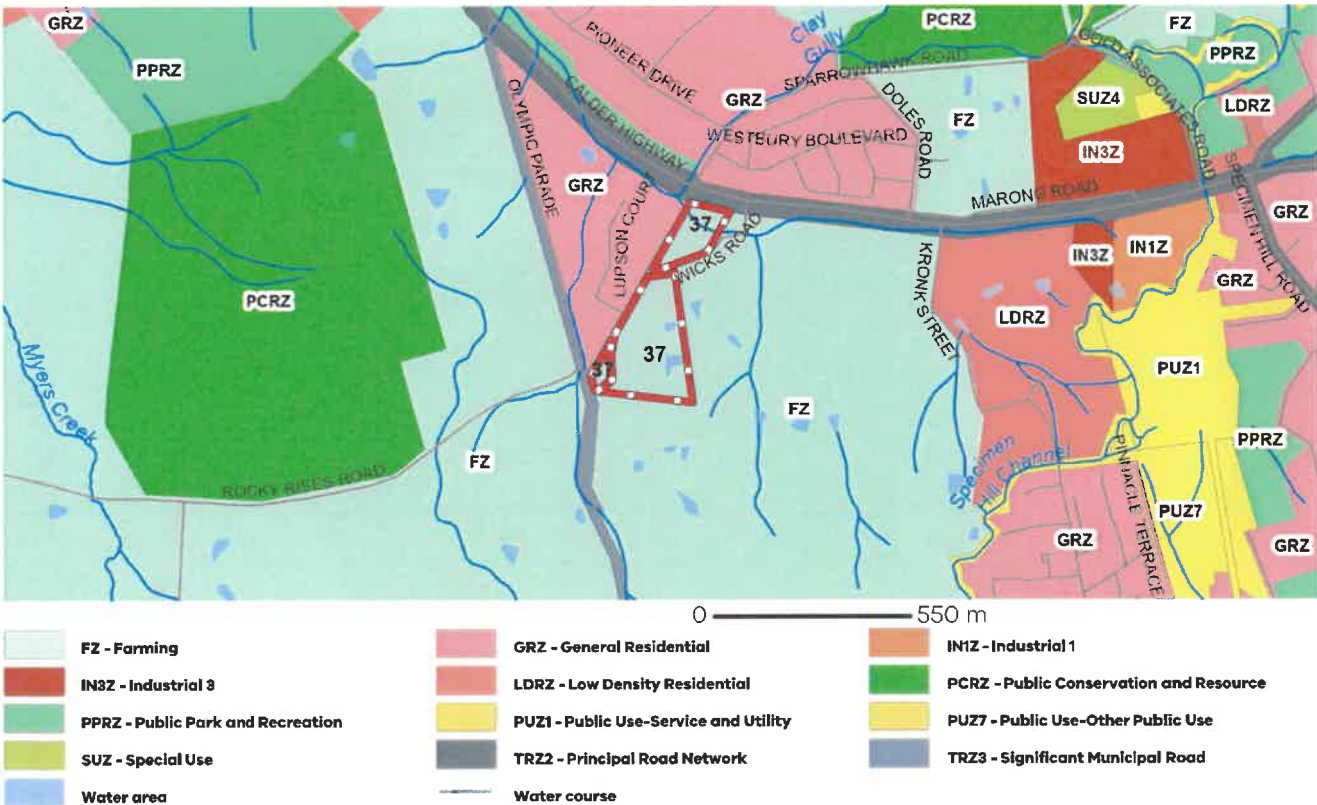 GRZ
PPRZ
PCRZ
Myers Creek
ROCKY RISES ROAD
FZ
OLYMPIC PARADE
CALDER HIGHWAY
PIONEER DRIVE
Clay Gully
GRZ
GRZ
LUPSON COURT
WESTBURY BOULEVARD
SPARROWHAWK ROAD
DOLES ROAD
PCRZ
FZ
37
WICKS ROAD
37
37
FZ
MARONG ROAD
KRONK STREET
SUZ4
IN3Z
GOLD ASSOCIATES ROAD
FZ
PPRZ
LDRZ
SPECIMEN HILL ROAD
GRZ
IN3Z
IN1Z
GRZ
LDRZ
PUZ1
Specimen Hill Channel
PINNACLE TERRACE
PPRZ
PUZ7
GRZ
GRZ
0 550 m
FZ - Farming
GRZ - General Residential
IN1Z - Industrial 1
IN3Z - Industrial 3
LDRZ - Low Density Residential
PCRZ - Public Conservation and Resource
PPRZ - Public Park and Recreation
PUZ1 - Public Use-Service and Utility
PUZ7 - Public Use-Other Public Use
SUZ - Special Use
TRZ2 - Principal Road Network
TRZ3 - Significant Municipal Road
Water area
Water course